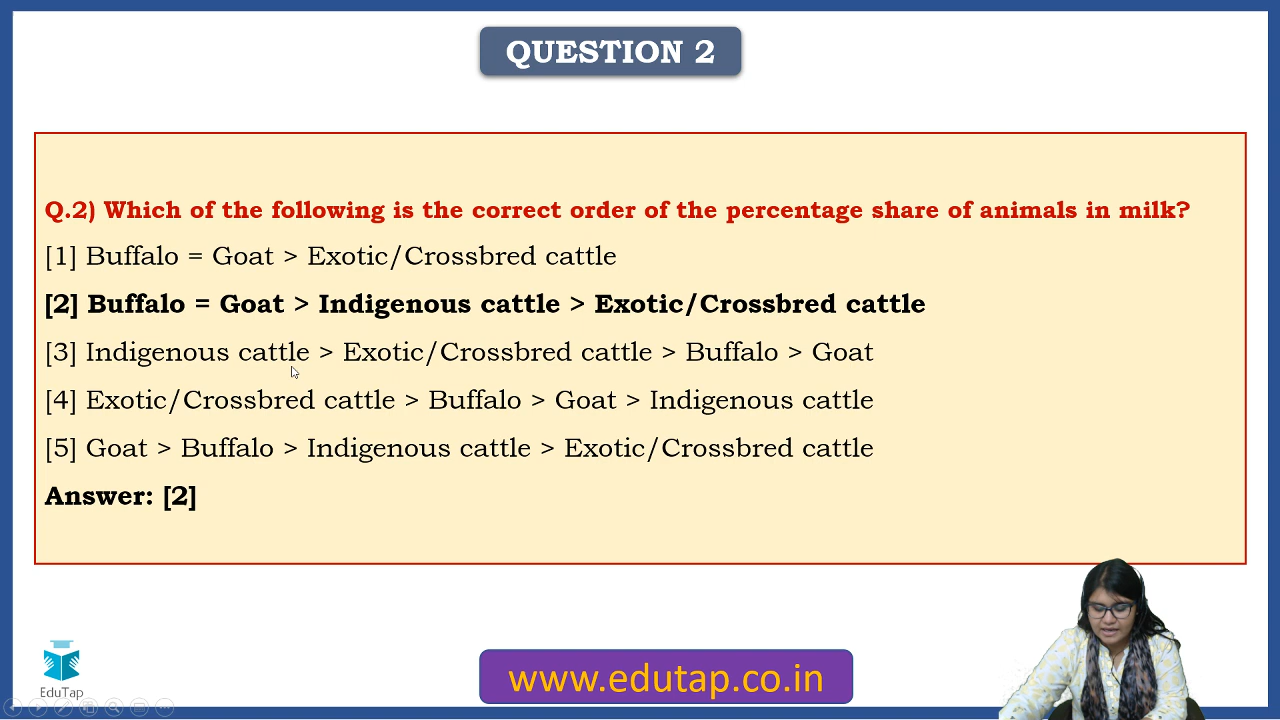 QUESTION 2
Q.2) Which of the following is the correct order of the percentage share of animals in milk?
[1] Buffalo = Goat > Exotic/Crossbred cattle
[2] Buffalo = Goat > Indigenous cattle > Exotic/Crossbred cattle
[3] Indigenous cattle > Exotic/Crossbred cattle > Buffalo > Goat
[4] Exotic/Crossbred cattle > Buffalo > Goat > Indigenous cattle
[5] Goat > Buffalo > Indigenous cattle > Exotic/Crossbred cattle
Answer: [2]
EduTap
www.edutap.co.in